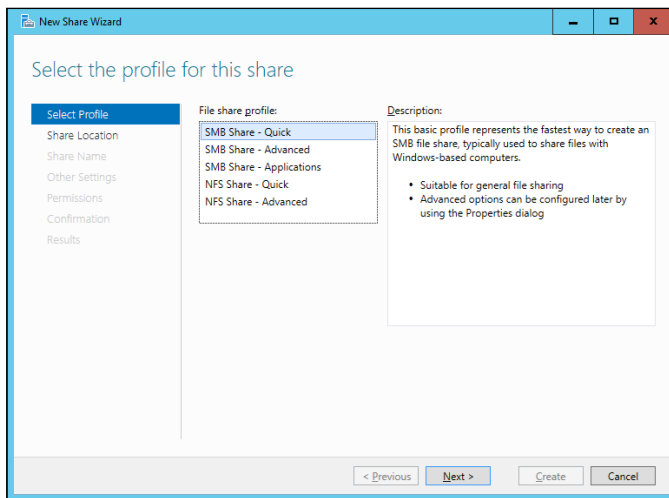 New Share Wizard
Select the profile for this share
Select Profile
Share Location
Share Name
Other Settings
Permissions
Confirmation
Results
File share profile:
SMB Share - Quick
SMB Share - Advanced
SMB Share - Applications
NFS Share - Quick
NFS Share - Advanced
Description:
This basic profile represents the fastest way to create an
SMB file share, typically used to share files with
Windows-based computers.
• Suitable for general file sharing
• Advanced options can be configured later by
using the Properties dialog
< Previous
Next >
Create
Cancel